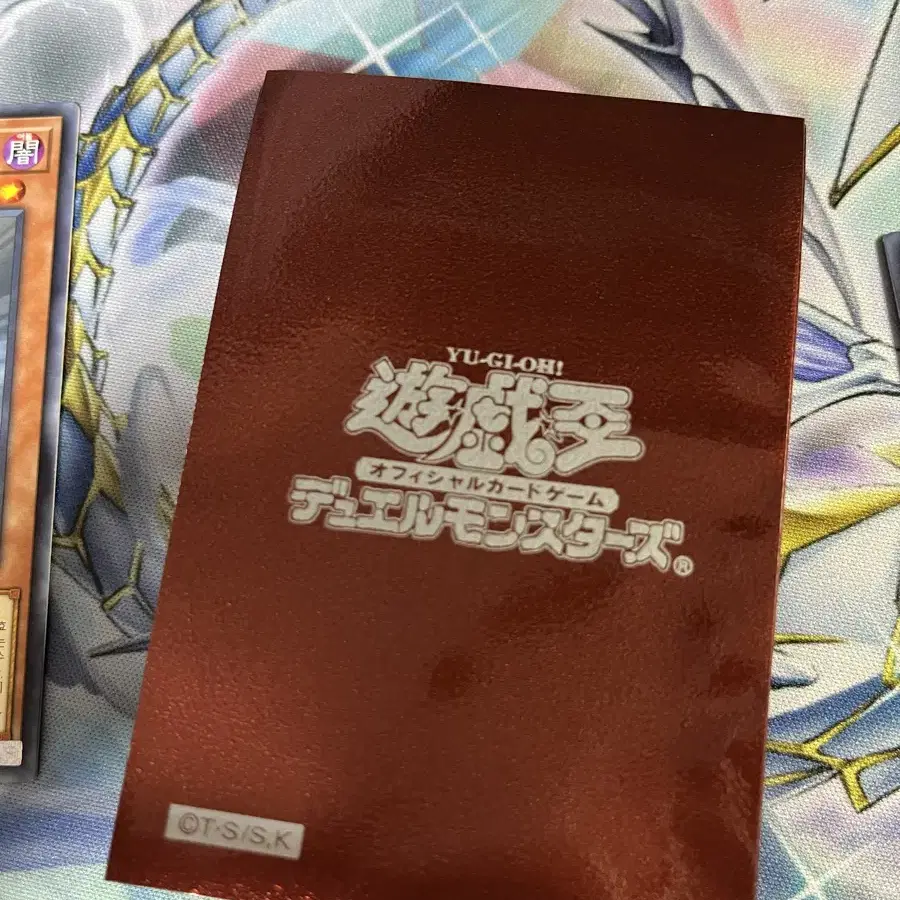 闇
YU-GI-OH!
遊戯王
オフィシャルカードゲーム
デュエルモンスターズ®
©T·S/S,K